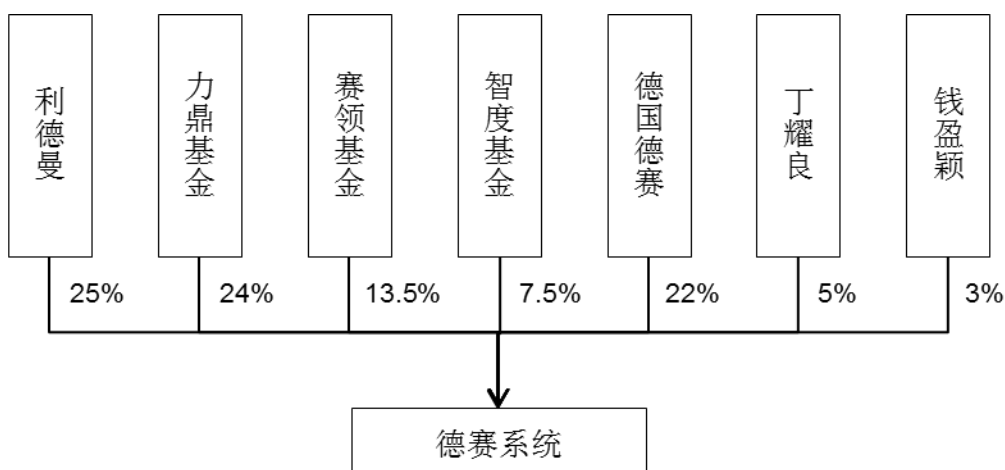 利德曼
力鼎基金
赛领基金
智度基金
德国德赛
丁耀良
钱盈颖
25%
24%
13.5%
7.5%
22%
5%
3%
德赛系统